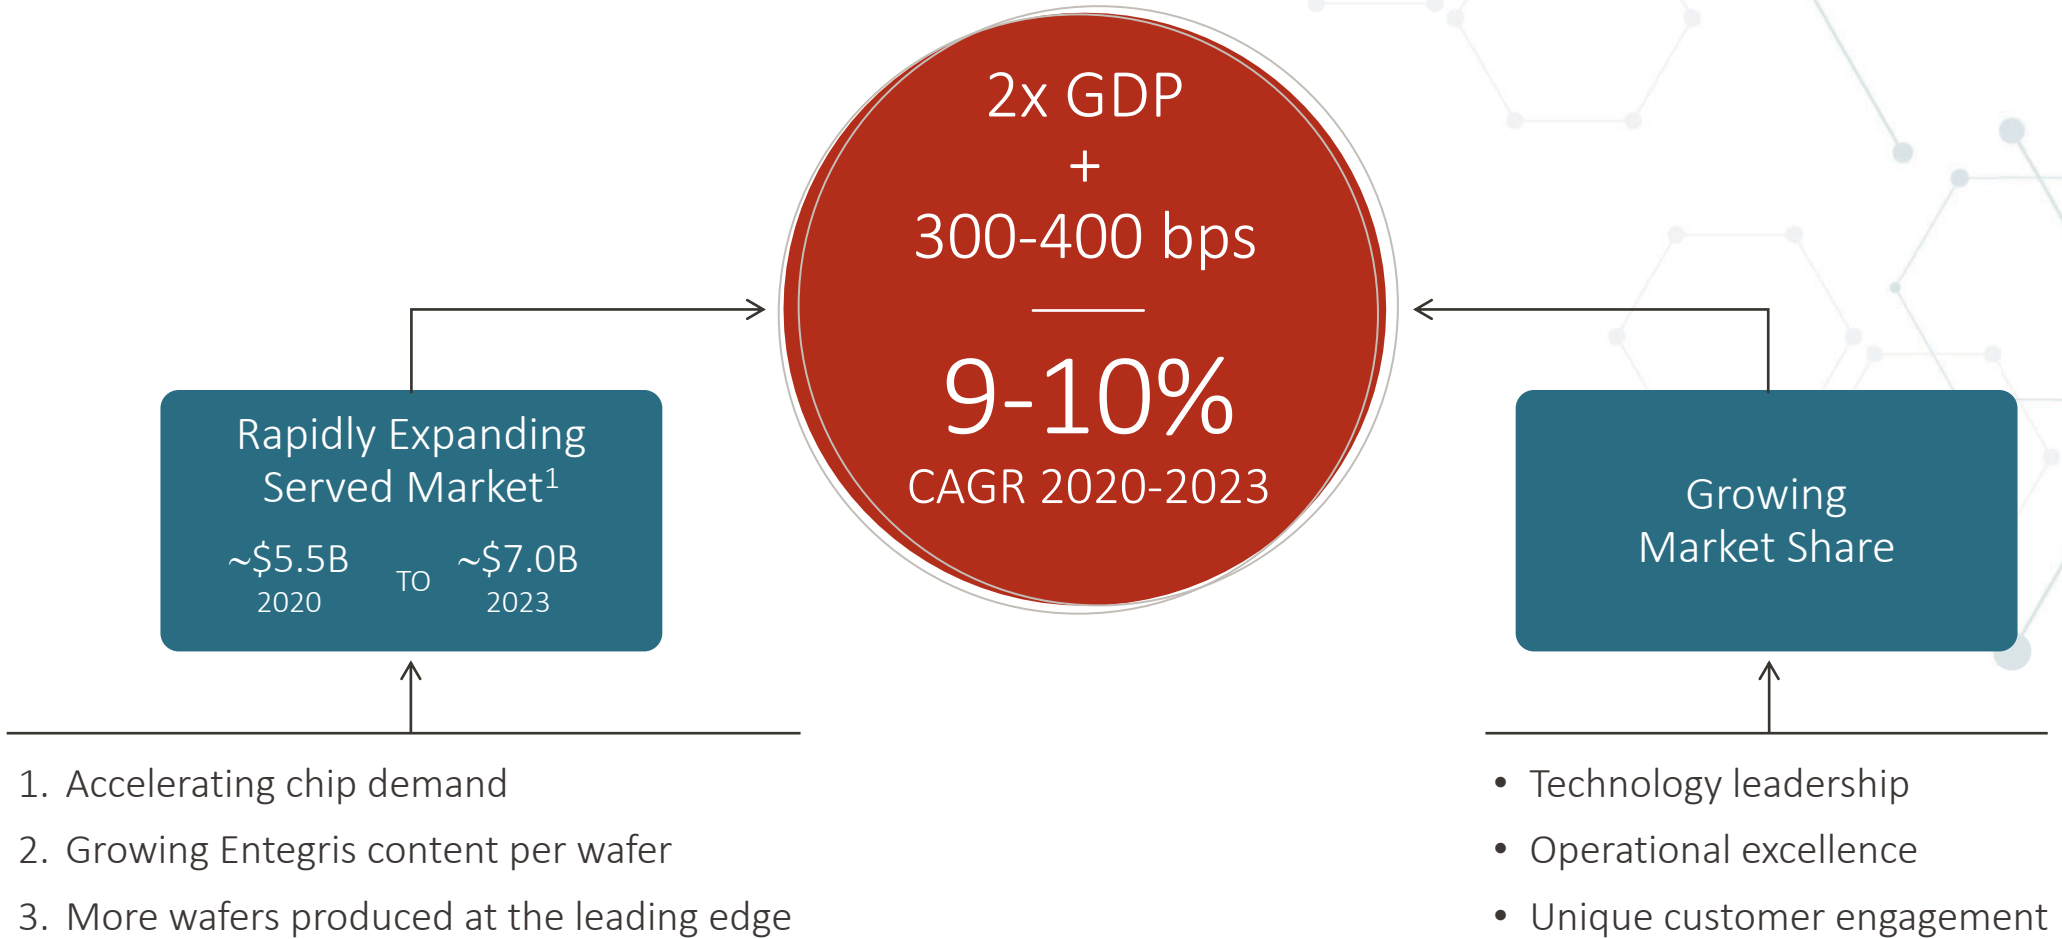 2x GDP
+
300-400 bps
9-10%
CAGR 2020-2023
Rapidly Expanding
Served Market¹
~$5.5B TO ~$7.0B
2020 2023
1. Accelerating chip demand
2. Growing Entegris content per wafer
3. More wafers produced at the leading edge
Growing
Market Share
• Technology leadership
• Operational excellence
• Unique customer engagement